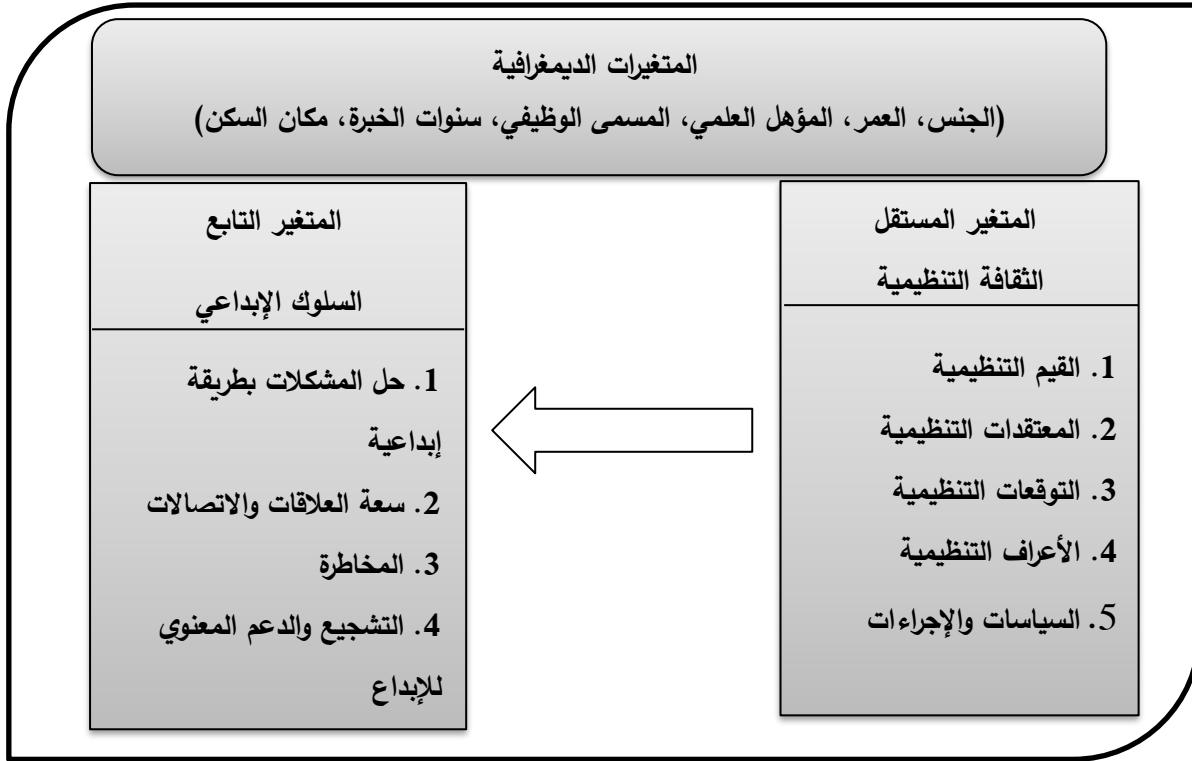 المتغيرات الديمغرافية
(الجنس، العمر، المؤهل العلمي، المسمى الوظيفي، سنوات الخبرة، مكان السكن)
المتغير المستقل
الثقافة التنظيمية
1. القيم التنظيمية
2. المعتقدات التنظيمية
3. التوقعات التنظيمية
4. الأعراف التنظيمية
5. السياسات والإجراءات
المتغير التابع
السلوك الإبداعي
1. حل المشكلات بطريقة
إبداعية
2. سعة العلاقات والاتصالات
3. المخاطرة
4. التشجيع والدعم المعنوي
للإبداع